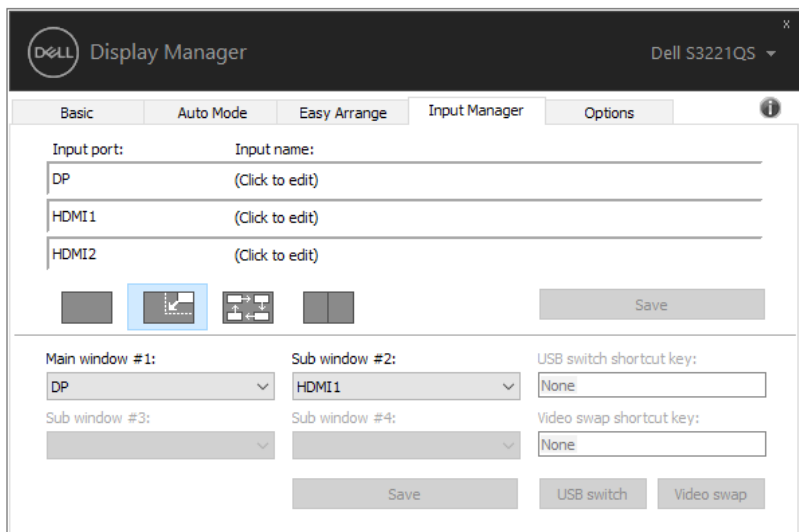 x
DELL Display Manager Dell S3221QS
Basic Auto Mode Easy Arrange Input Manager Options i
Input port: Input name:
DP (Click to edit)
HDMI1 (Click to edit)
HDMI2 (Click to edit)
Save
Main window #1: Sub window #2: USB switch shortcut key:
DP HDMI1 None
Sub window #3: Sub window #4: Video swap shortcut key:
None
Save USB switch Video swap